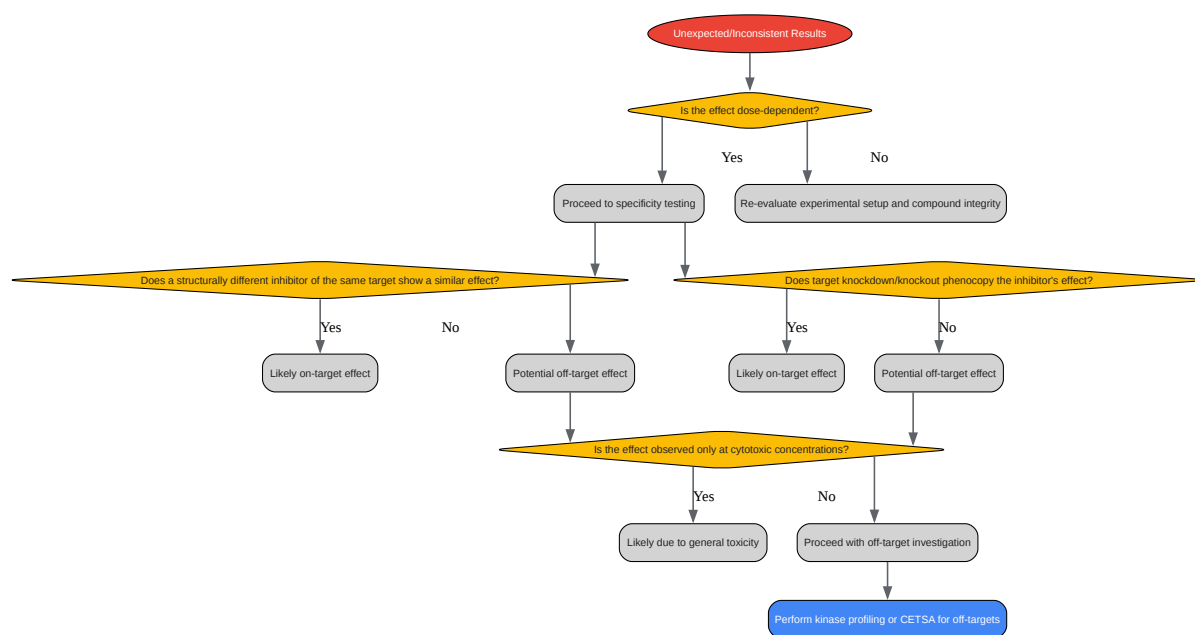 Unexpected/Inconsistent Results
Is the effect dose-dependent?
Yes
No
Proceed to specificity testing
Re-evaluate experimental setup and compound integrity
Does a structurally different inhibitor of the same target show a similar effect?
Does target knockdown/knockout phenocopy the inhibitor's effect?
Yes
No
Yes
No
Likely on-target effect
Potential off-target effect
Likely on-target effect
Potential off-target effect
Is the effect observed only at cytotoxic concentrations?
Yes
No
Likely due to general toxicity
Proceed with off-target investigation
Perform kinase profiling or CETSA for off-targets